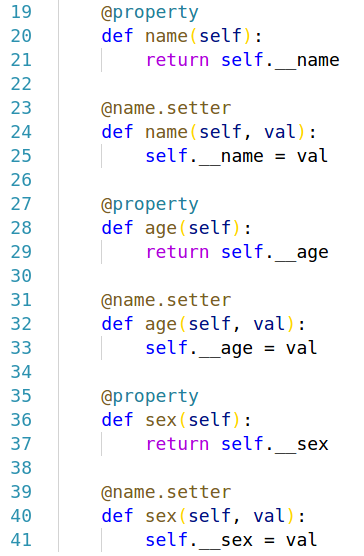 19 @property
20 def name(self):
21 return self.__name
22
23 @name.setter
24 def name(self, val):
25 self.__name = val
26
27 @property
28 def age(self):
29 return self.__age
30
31 @name.setter
32 def age(self, val):
33 self.__age = val
34
35 @property
36 def sex(self):
37 return self.__sex
38
39 @name.setter
40 def sex(self, val):
41 self.__sex = val